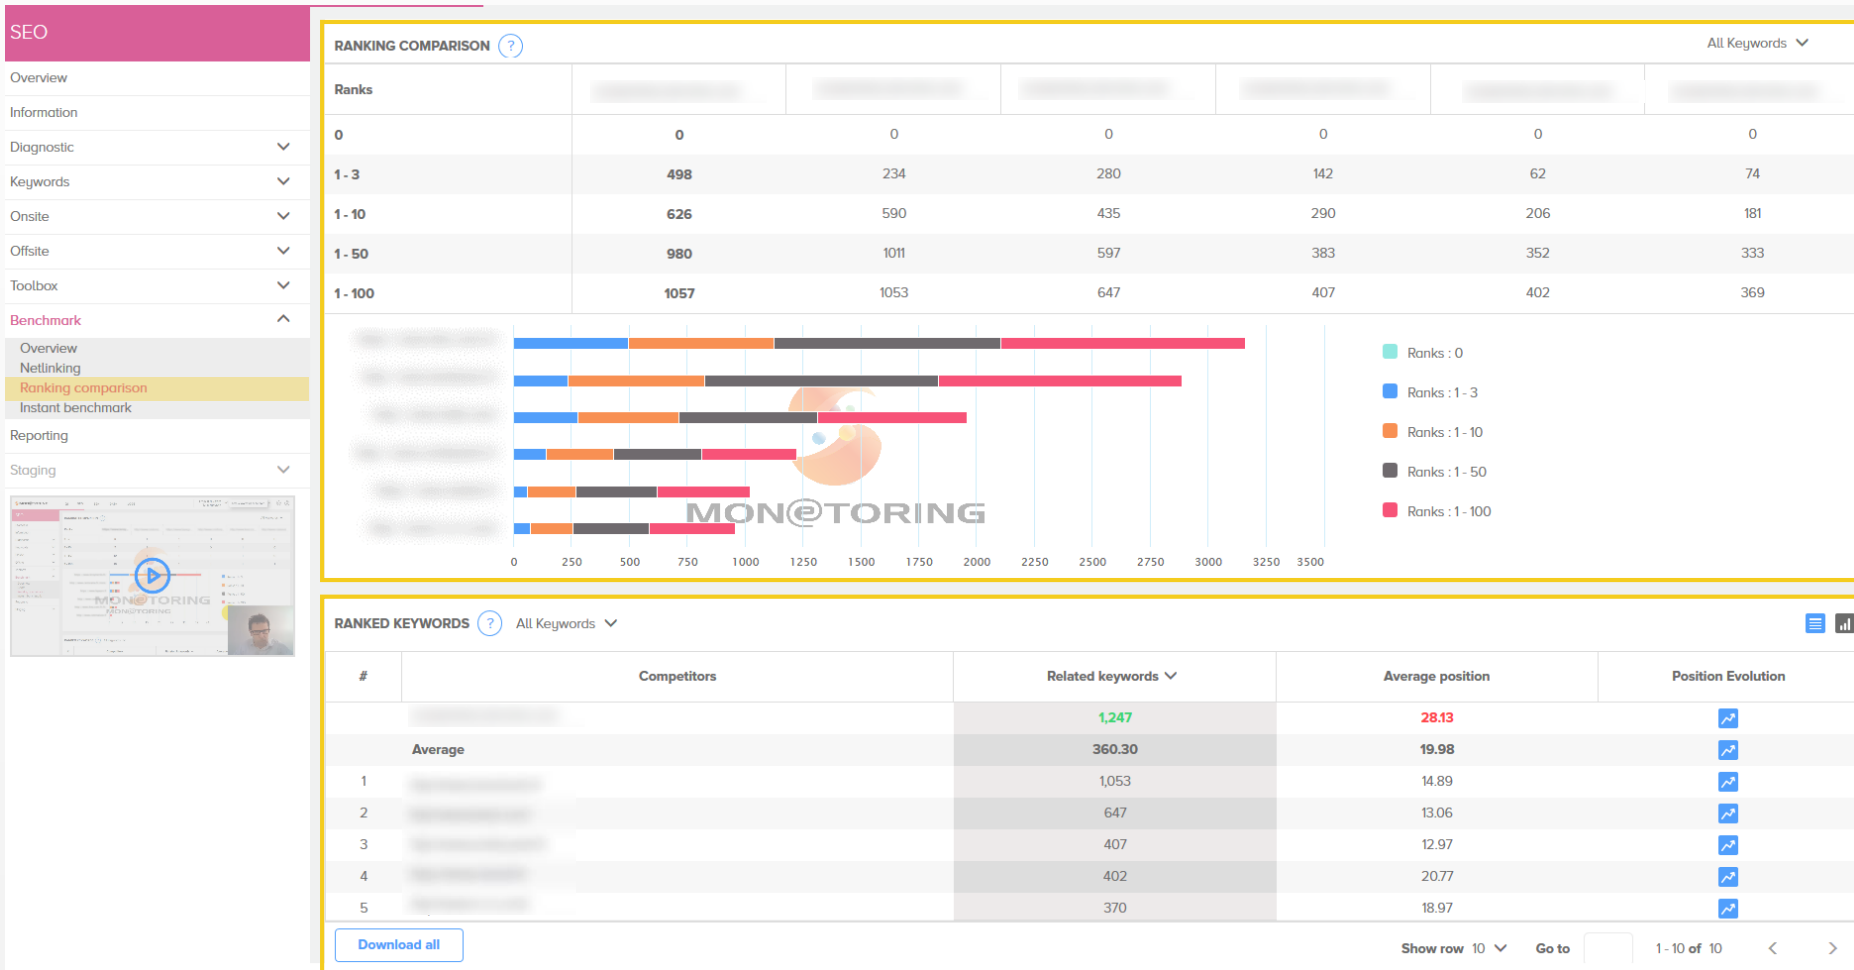 SEO
Overview
Information
Diagnostic
Keywords
Onsite
Offsite
Toolbox
Benchmark
Overview
Netlinking
Ranking comparison
Instant benchmark
Reporting
Staging
MON@TORING
RANKING COMPARISON ?
All Keywords
Ranks
0 0 0 0 0 0 0
1 - 3 498 234 280 142 62 74
1 - 10 626 590 435 290 206 181
1 - 50 980 1011 597 383 352 333
1 - 100 1057 1053 647 407 402 369
Ranks : 0
Ranks : 1 - 3
Ranks : 1 - 10
Ranks : 1 - 50
Ranks : 1 - 100
MON@TORING
0 250 500 750 1000 1250 1500 1750 2000 2250 2500 2750 3000 3250 3500
RANKED KEYWORDS ? All Keywords
# Competitors Related keywords Average position Position Evolution
1,247 28.13
Average 360.30 19.98
1 1,053 14.89
2 647 13.06
3 407 12.97
4 402 20.77
5 370 18.97
Download all
Show row 10 Go to 1 - 10 of 10